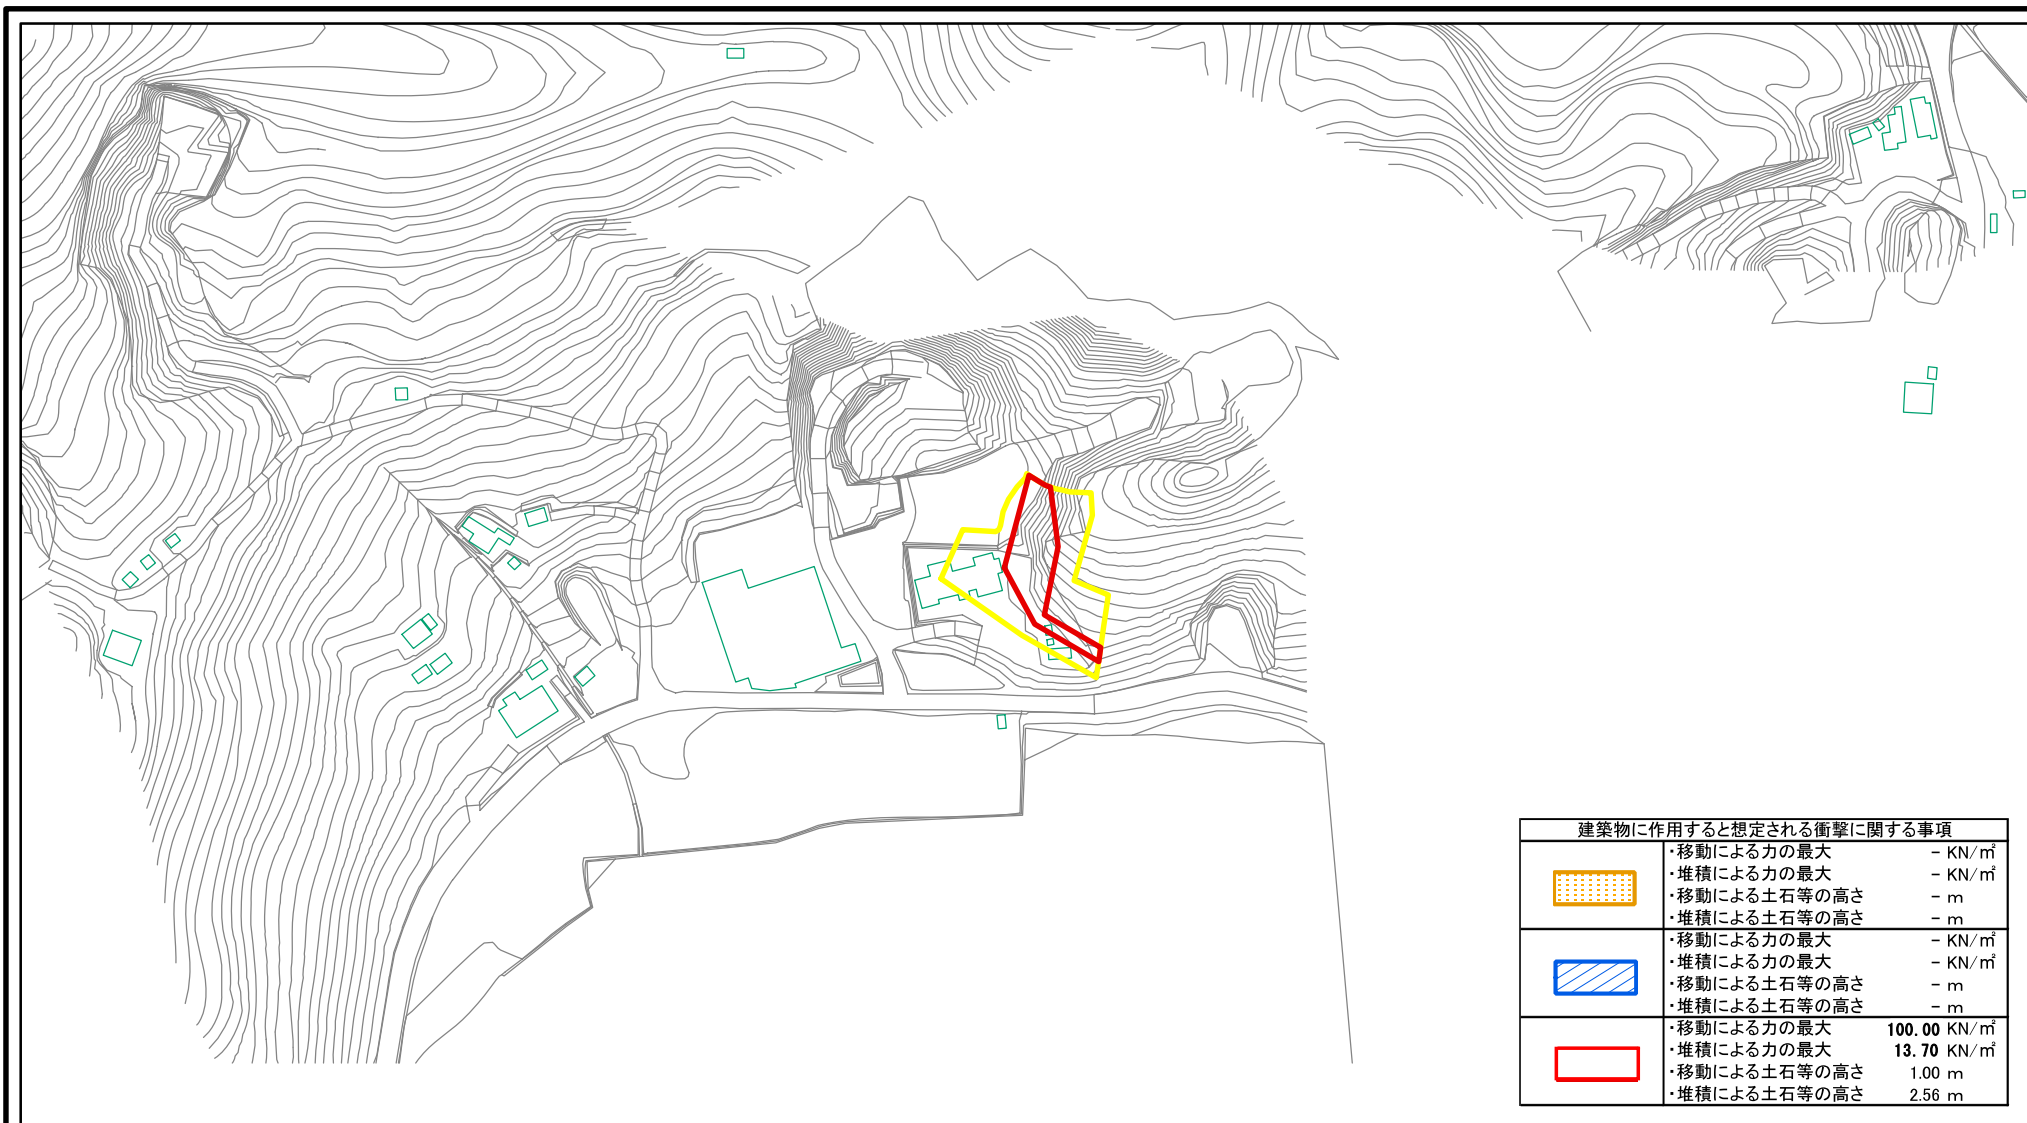 建築物に作用すると想定される衝撃に関する事項
・移動による力の最大 - KN/㎡
・堆積による力の最大 - KN/㎡
・移動による土石等の高さ - m
・堆積による土石等の高さ - m
・移動による力の最大 - KN/㎡
・堆積による力の最大 - KN/㎡
・移動による土石等の高さ - m
・堆積による土石等の高さ - m
・移動による力の最大 100.00 KN/㎡
・堆積による力の最大 13.70 KN/㎡
・移動による土石等の高さ 1.00 m
・堆積による土石等の高さ 2.56 m